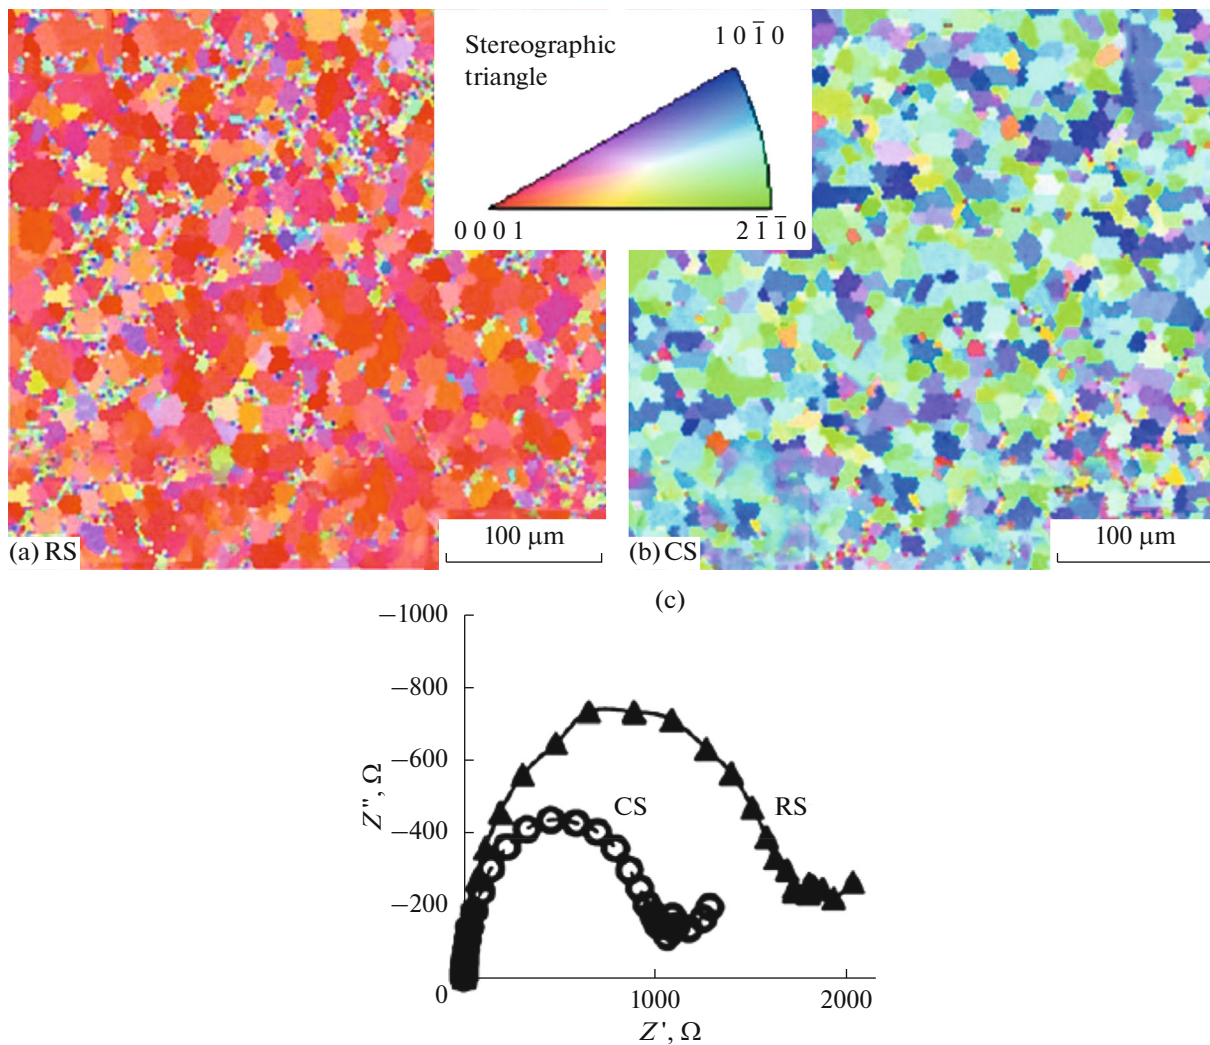 Stereographic
triangle
1 0 1̅ 0
0 0 0 1
2 1̅ 1̅ 0
100 μm
100 μm
(a) RS
(b) CS
(c)
−1000
−800
−600
−400
−200
0
Z'', Ω
CS
RS
1000
2000
Z', Ω